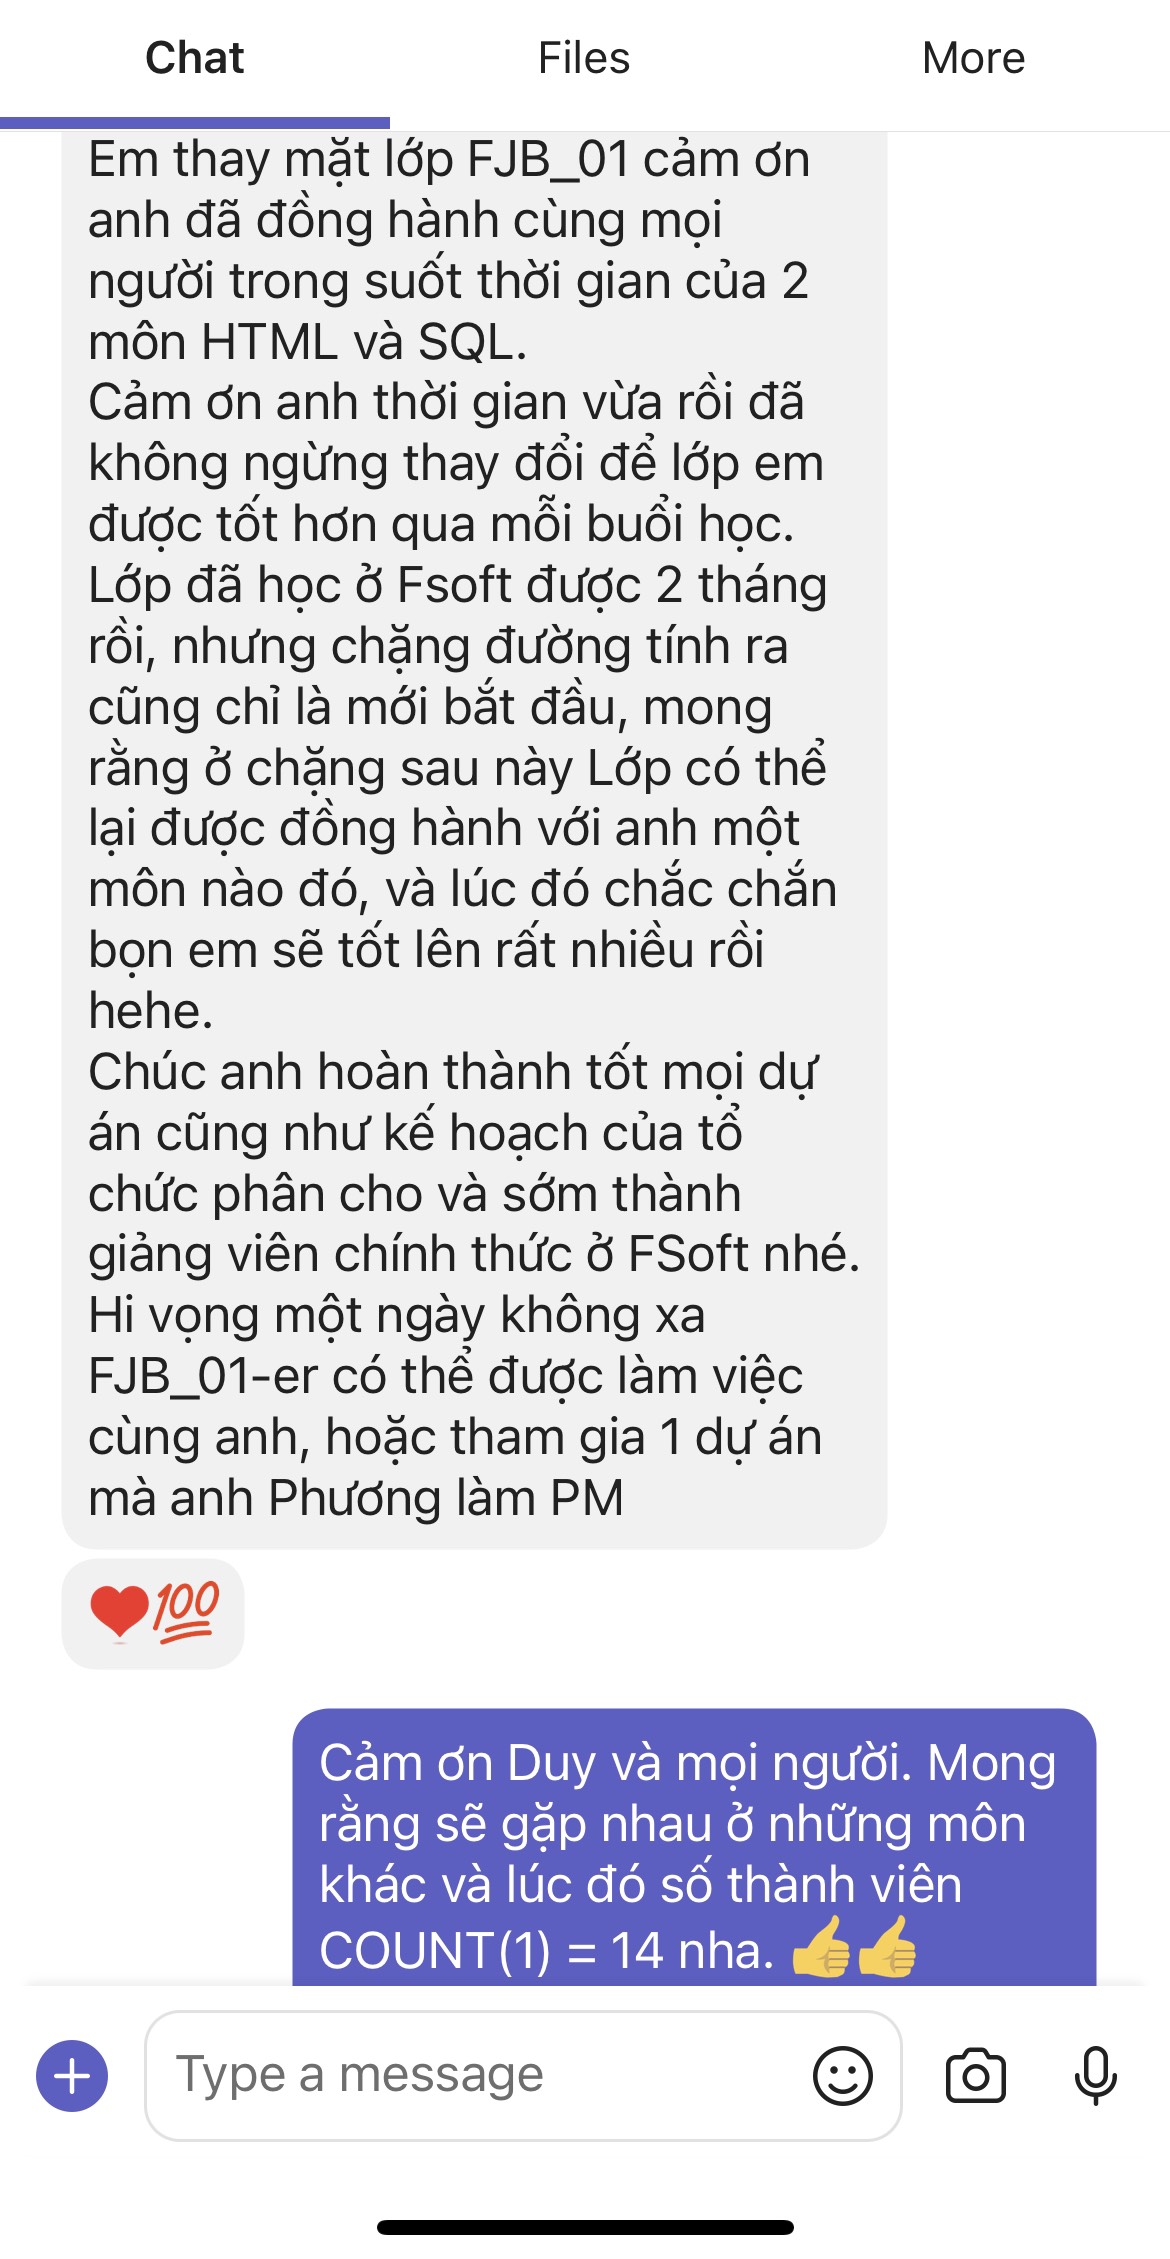 Chat Files More
Em thay mặt lớp FJB_01 cảm ơn
anh đã đồng hành cùng mọi
người trong suốt thời gian của 2
môn HTML và SQL.
Cảm ơn anh thời gian vừa rồi đã
không ngừng thay đổi để lớp em
được tốt hơn qua mỗi buổi học.
Lớp đã học ở Fsoft được 2 tháng
rồi, nhưng chặng đường tính ra
cũng chỉ là mới bắt đầu, mong
rằng ở chặng sau này Lớp có thể
lại được đồng hành với anh một
môn nào đó, và lúc đó chắc chắn
bọn em sẽ tốt lên rất nhiều rồi
hehe.
Chúc anh hoàn thành tốt mọi dự
án cũng như kế hoạch của tổ
chức phân cho và sớm thành
giảng viên chính thức ở FSoft nhé.
Hi vọng một ngày không xa
FJB_01-er có thể được làm việc
cùng anh, hoặc tham gia 1 dự án
mà anh Phương làm PM
❤️💯
Cảm ơn Duy và mọi người. Mong
rằng sẽ gặp nhau ở những môn
khác và lúc đó số thành viên
COUNT(1) = 14 nha. 👍👍
Type a message